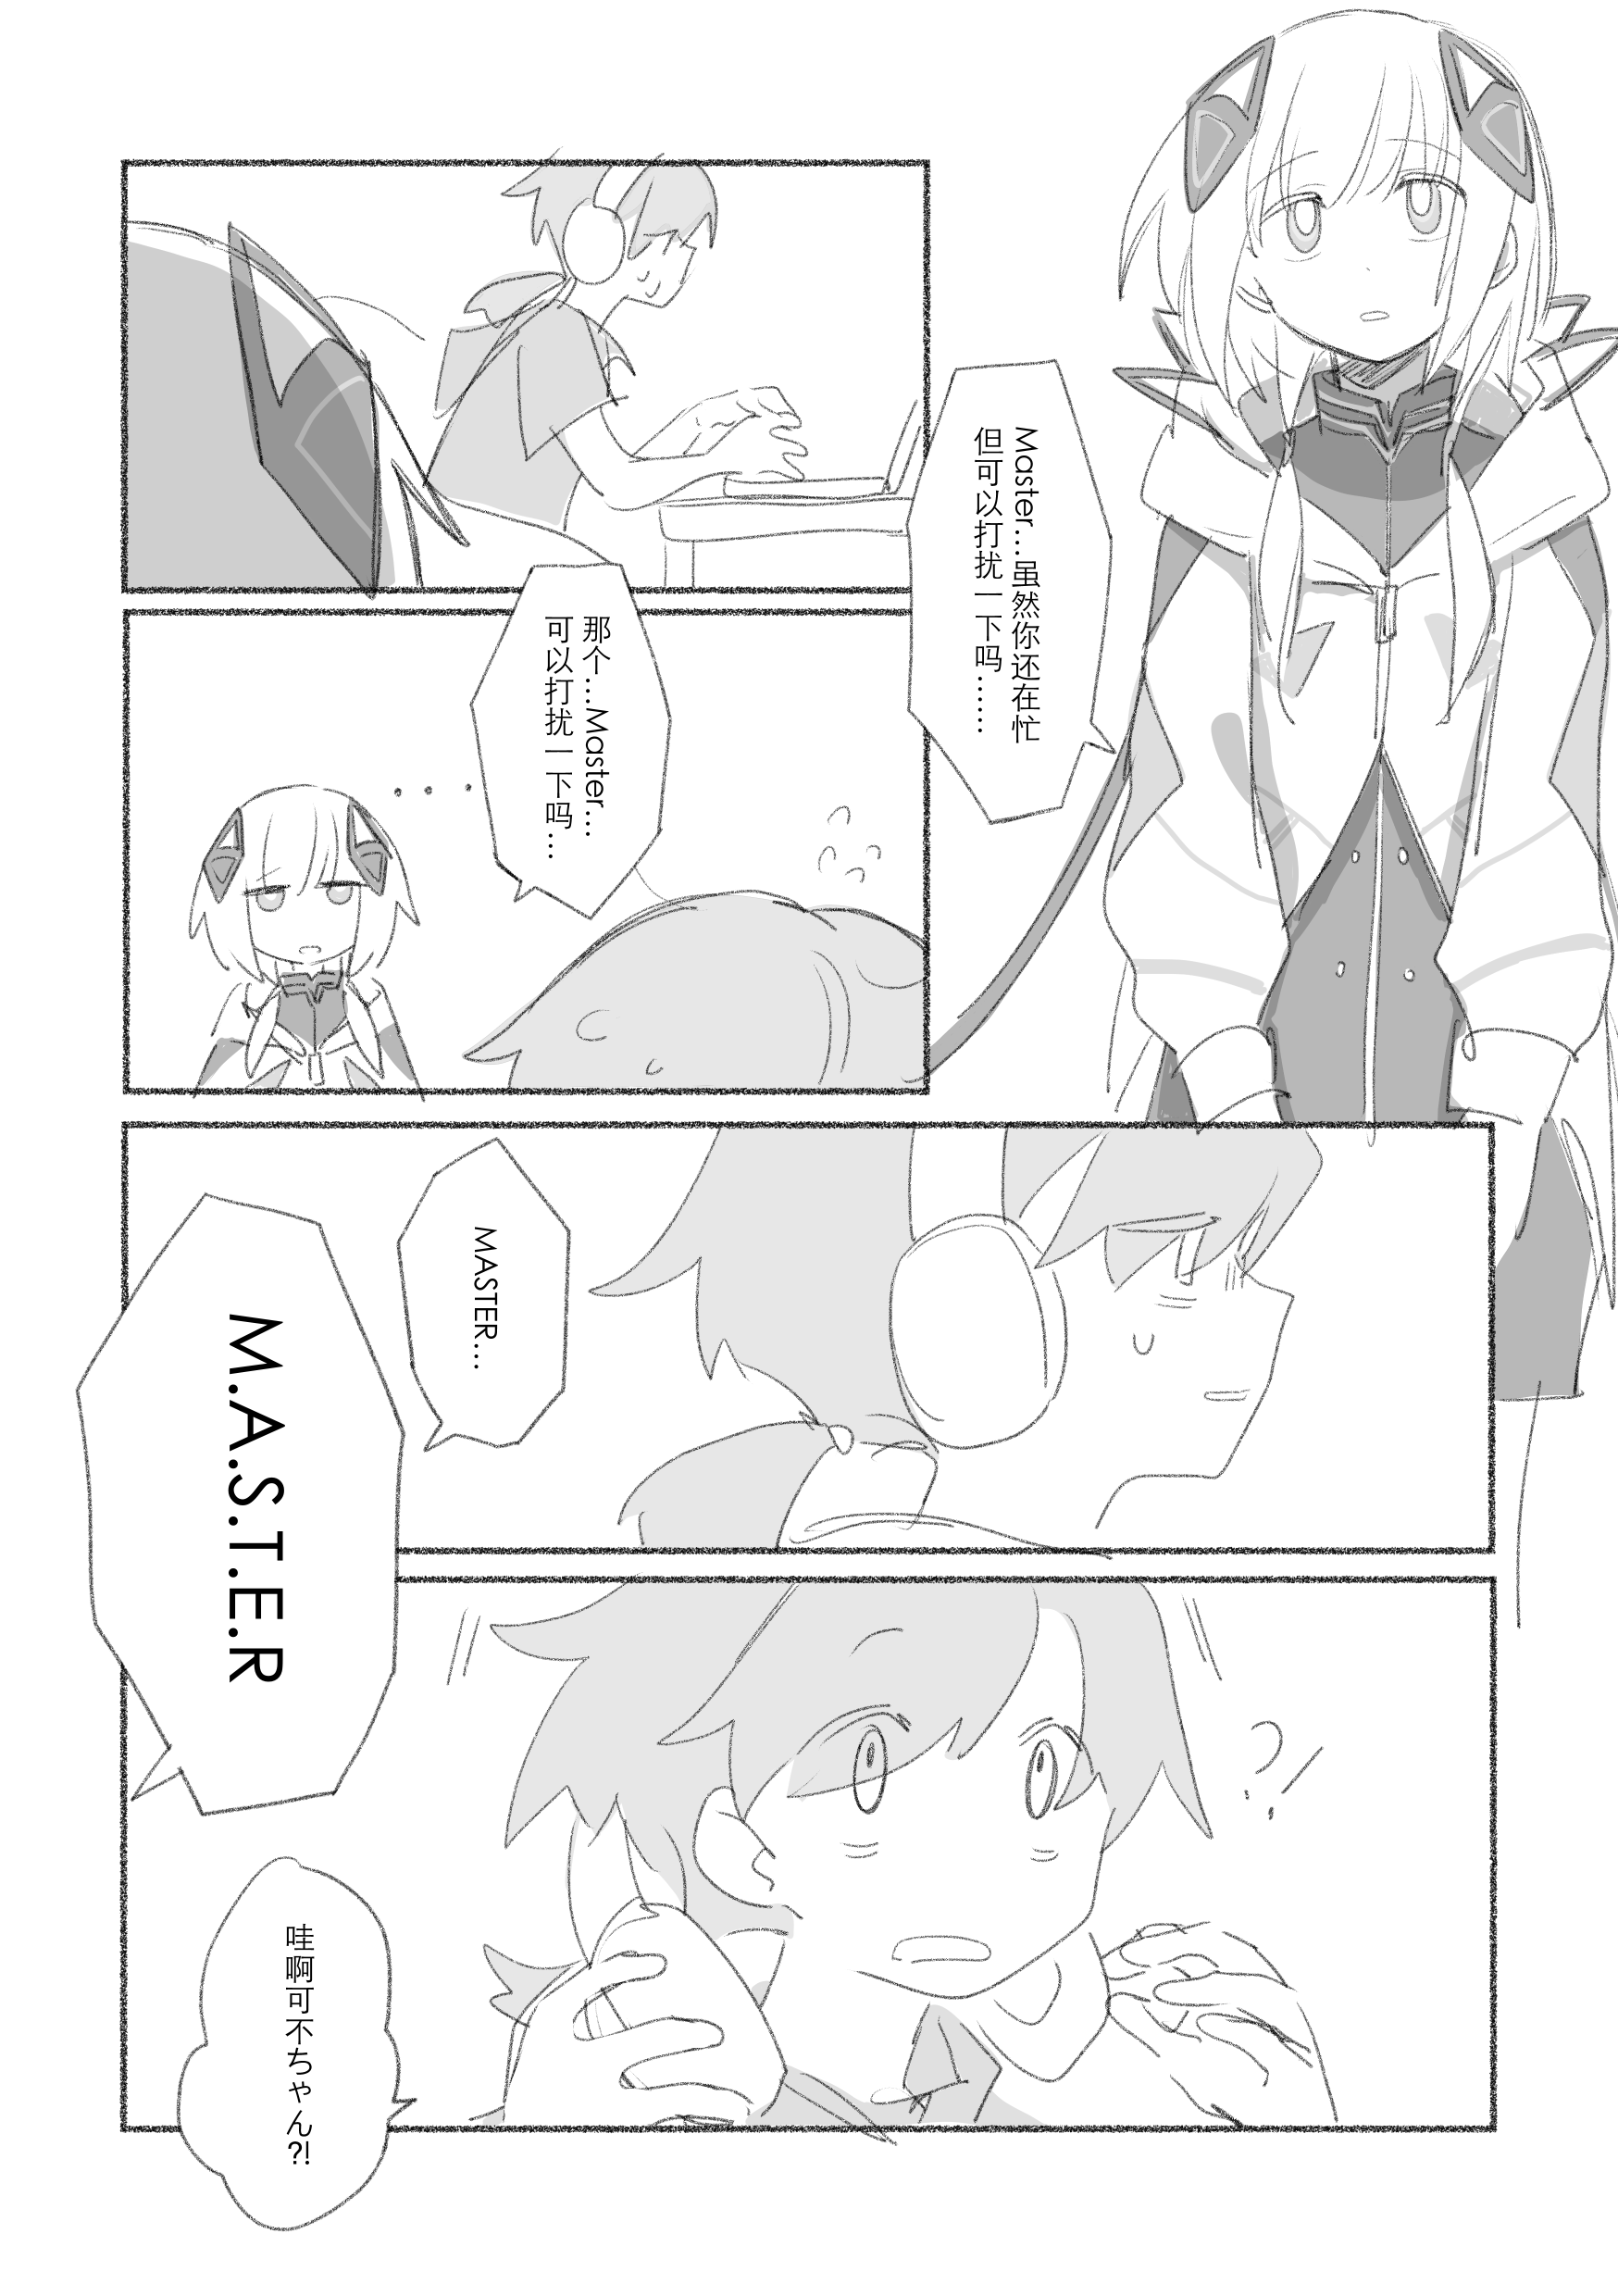 Master…虽然你还在忙
但可以打扰一下吗……
那个…Master…
可以打扰一下吗…
MASTER…
M.A.S.T.E.R
哇啊可不ちゃん?!
?!